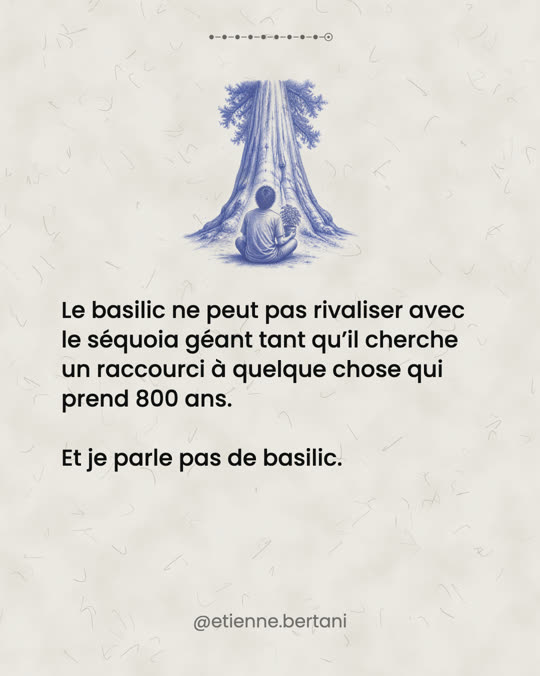 Le basilic ne peut pas rivaliser avec
le séquoia géant tant qu’il cherche
un raccourci à quelque chose qui
prend 800 ans.
Et je parle pas de basilic.
@etienne.bertani